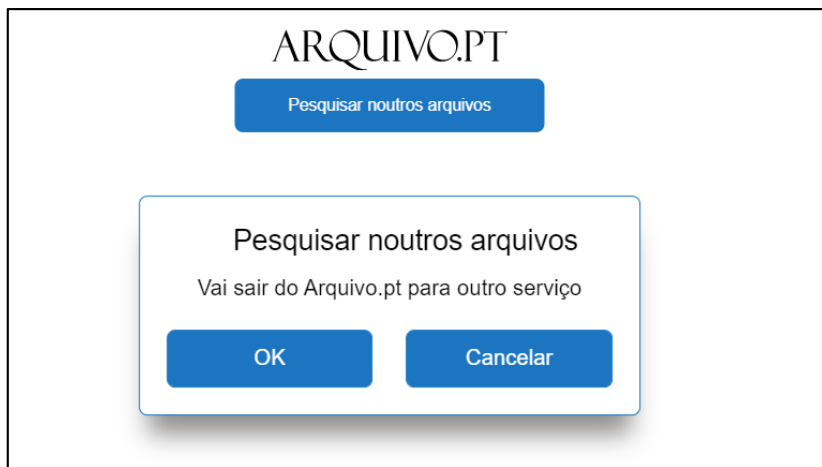 ARQUIVO.PT
Pesquisar noutros arquivos
Pesquisar noutros arquivos
Vai sair do Arquivo.pt para outro serviço
OK
Cancelar